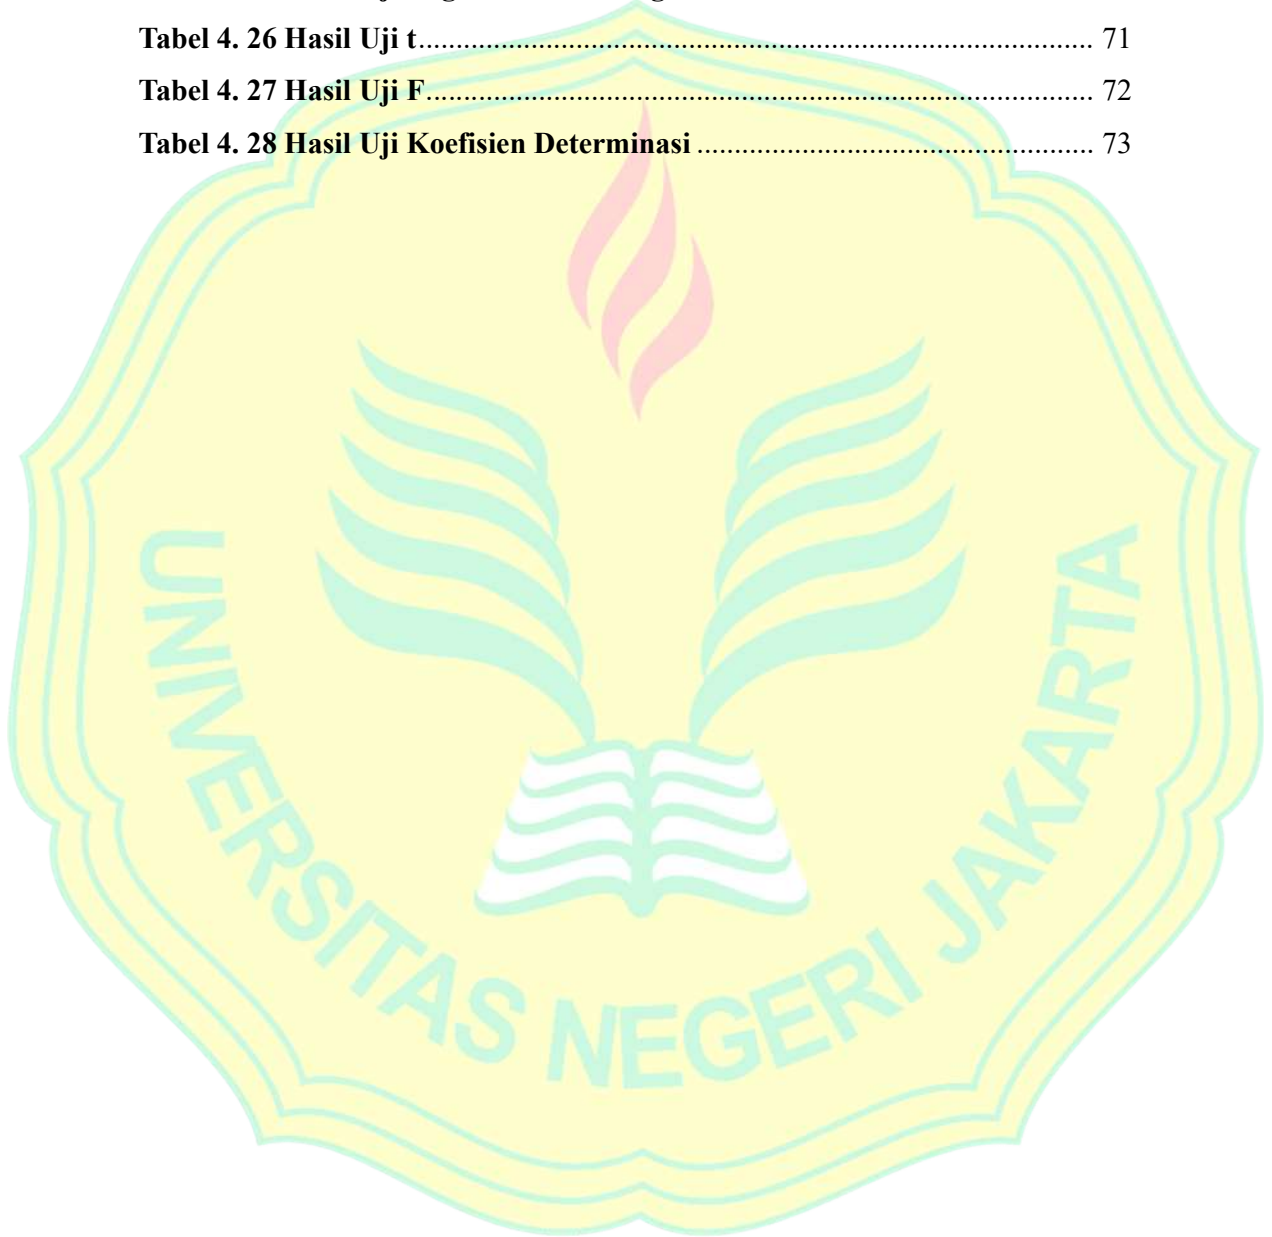 Tabel 4. 26 Hasil Uji t........................................................................................... 71
Tabel 4. 27 Hasil Uji F.......................................................................................... 72
Tabel 4. 28 Hasil Uji Koefisien Determinasi ..................................................... 73
UNIVERSITAS NEGERI JAKARTA